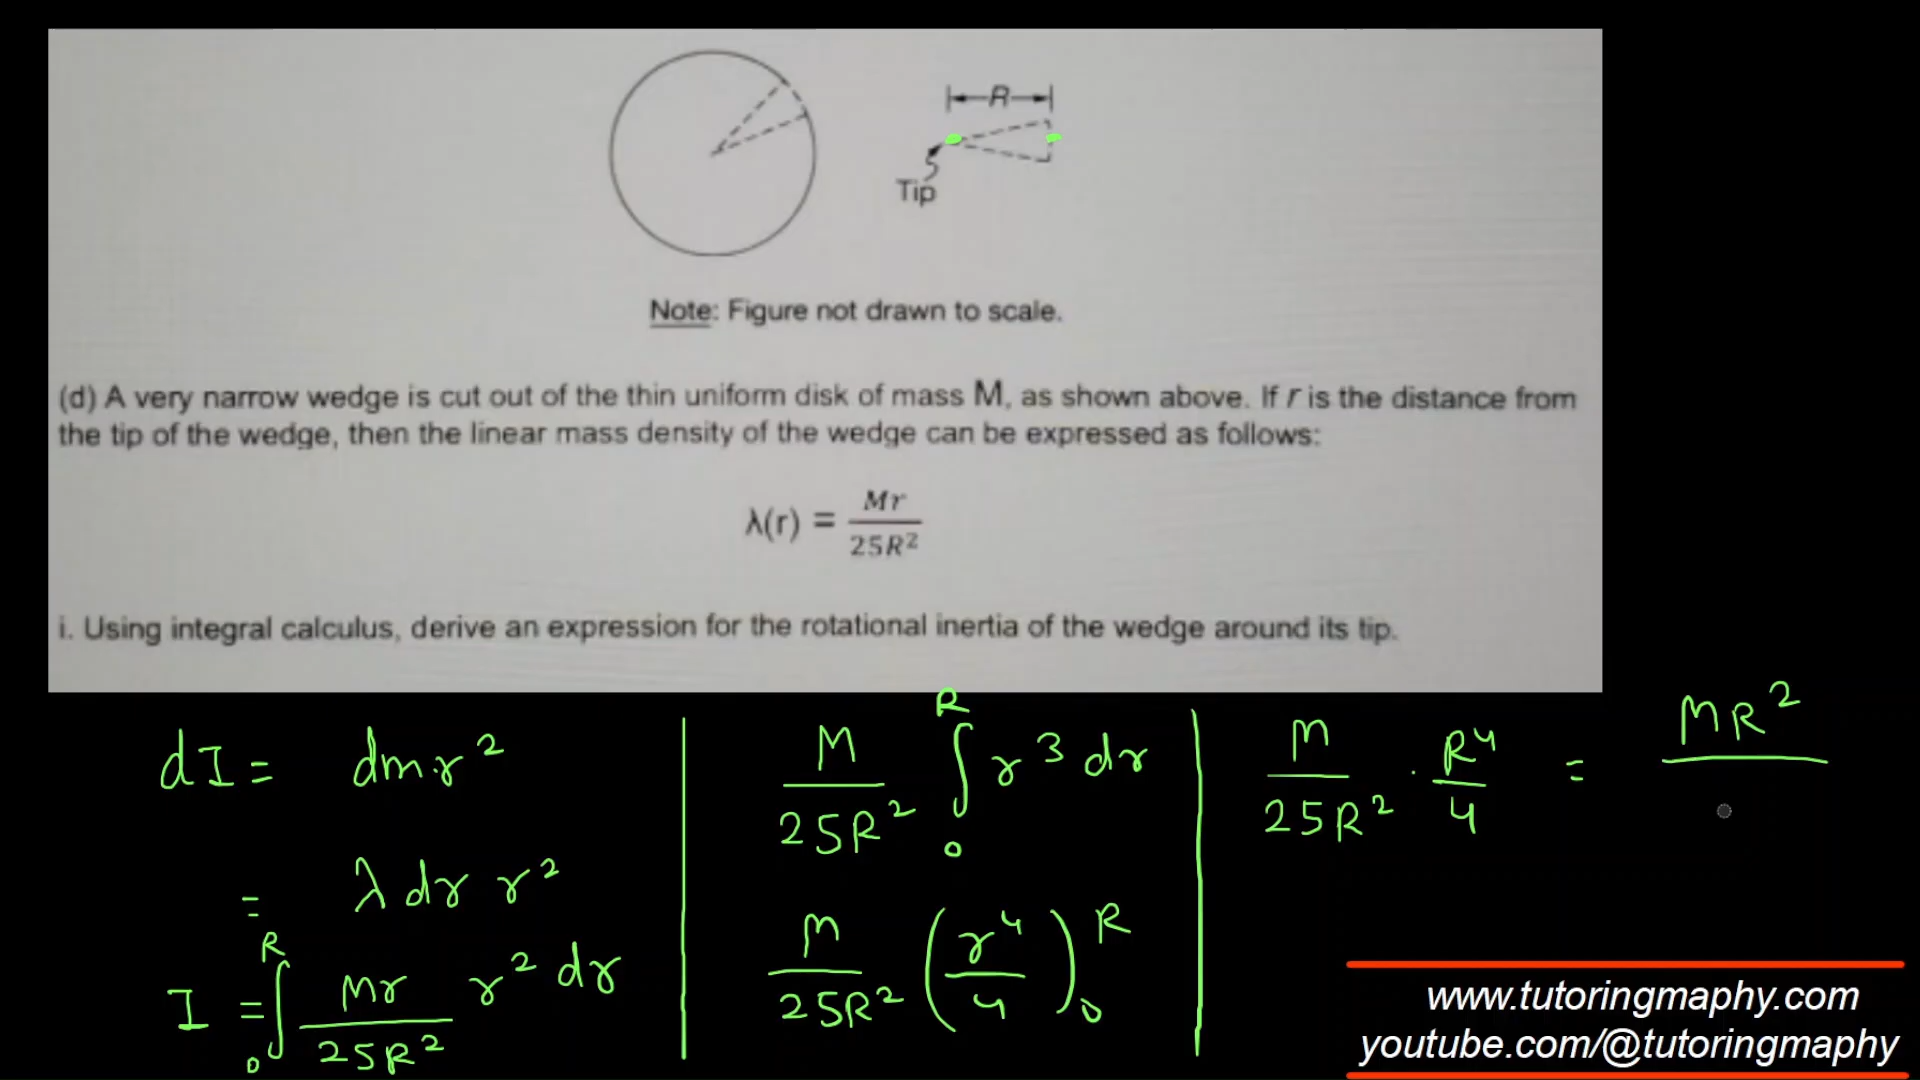 R
Tip
Note: Figure not drawn to scale.
(d) A very narrow wedge is cut out of the thin uniform disk of mass M, as shown above. If r is the distance from
the tip of the wedge, then the linear mass density of the wedge can be expressed as follows:
λ(r) = Mr / 25R²
i. Using integral calculus, derive an expression for the rotational inertia of the wedge around its tip.
dI = dm.r²
= λ dr r²
I = ∫₀ᴿ Mr / 25R² r² dr
M / 25R² ∫₀ᴿ r³ dr
M / 25R² (r⁴ / 4)₀ᴿ
M / 25R² · R⁴ / 4 = MR²
www.tutoringmaphy.com
youtube.com/@tutoringmaphy